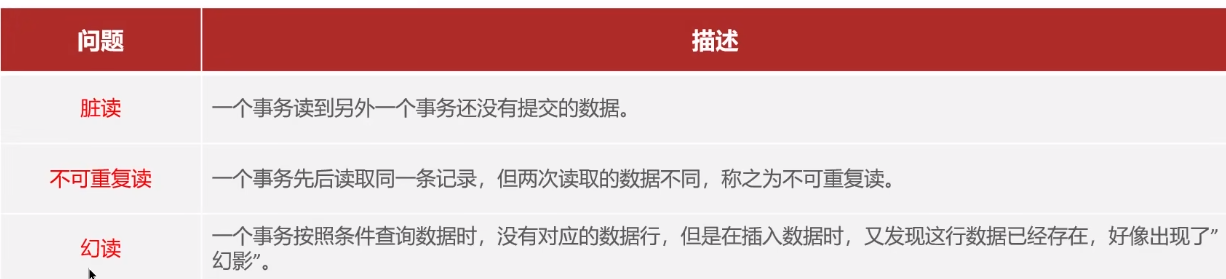 问题 描述
脏读 一个事务读到另外一个事务还没有提交的数据。
不可重复读 一个事务先后读取同一条记录，但两次读取的数据不同，称之为不可重复读。
幻读 一个事务按照条件查询数据时，没有对应的数据行，但是在插入数据时，又发现这行数据已经存在，好像出现了”
幻影”。